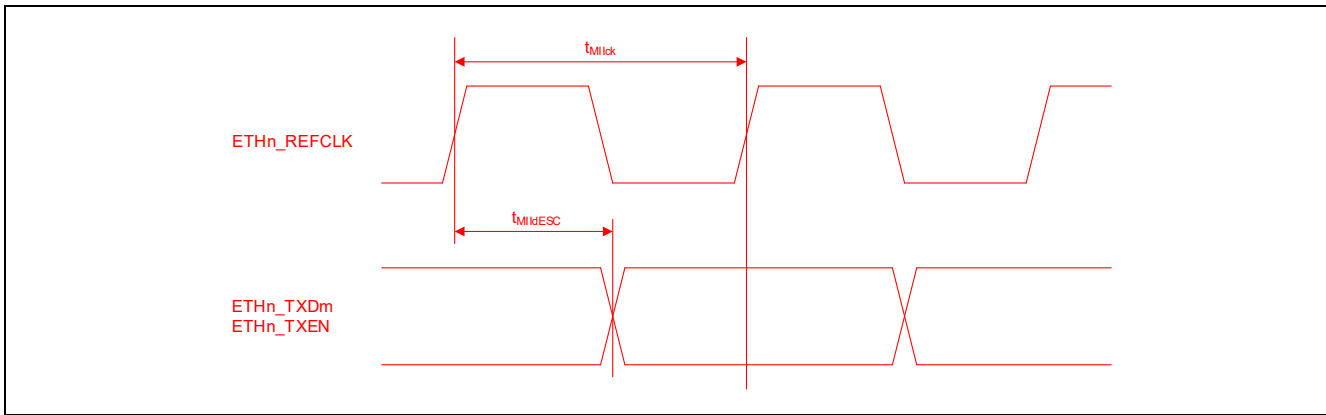 tMIIck
ETHn_REFCLK
tMIIdESC
ETHn_TXDm
ETHn_TXEN